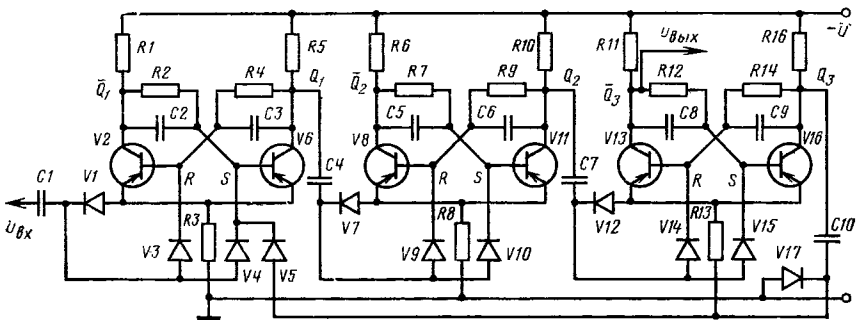 R1
R5
R6
R10
R11
R16
-U
Uвых
R2
R4
R7
R9
R12
R14
Q̄1
Q1
Q̄2
Q2
Q̄3
Q3
C2
C3
C5
C6
C8
C9
V2
V6
V8
V11
V13
V16
R
S
R
S
R
S
C1
V1
C4
C7
Uвх
R3
V7
R8
V12
V14
R13
V15
C10
V3
V4
V5
V9
V10
V17